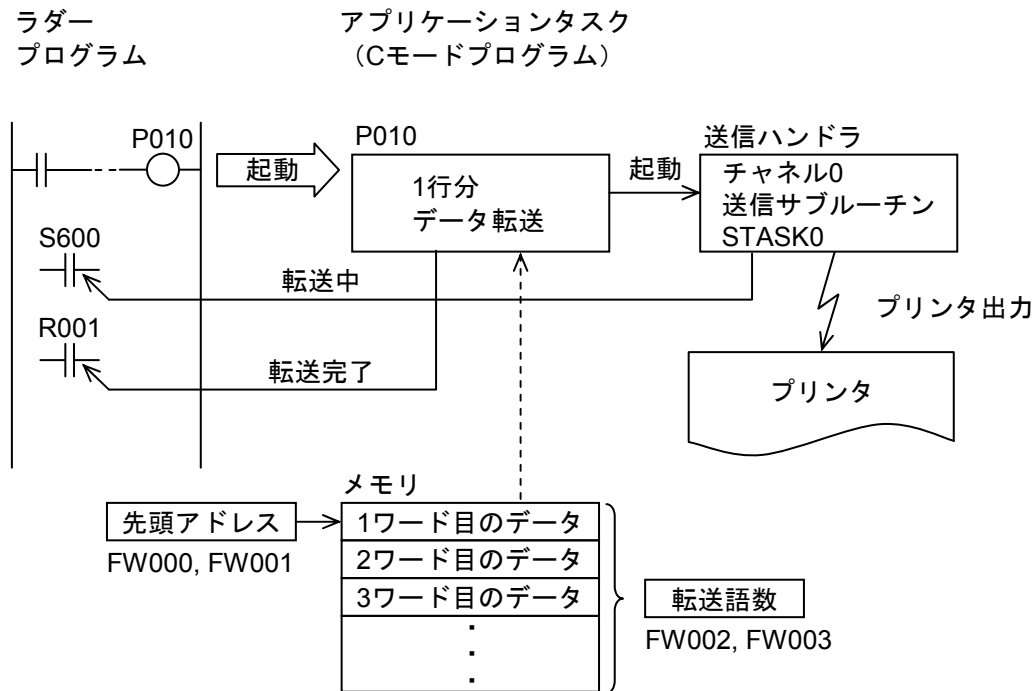 ラダー
プログラム
アプリケーションタスク
（Cモードプログラム）
P010
起動
P010
1行分
データ転送
起動
送信ハンドラ
チャネル0
送信サブルーチン
STASK0
S600
転送中
プリンタ出力
R001
転送完了
プリンタ
メモリ
先頭アドレス
FW000, FW001
1ワード目のデータ
2ワード目のデータ
3ワード目のデータ
・
・
・
転送語数
FW002, FW003